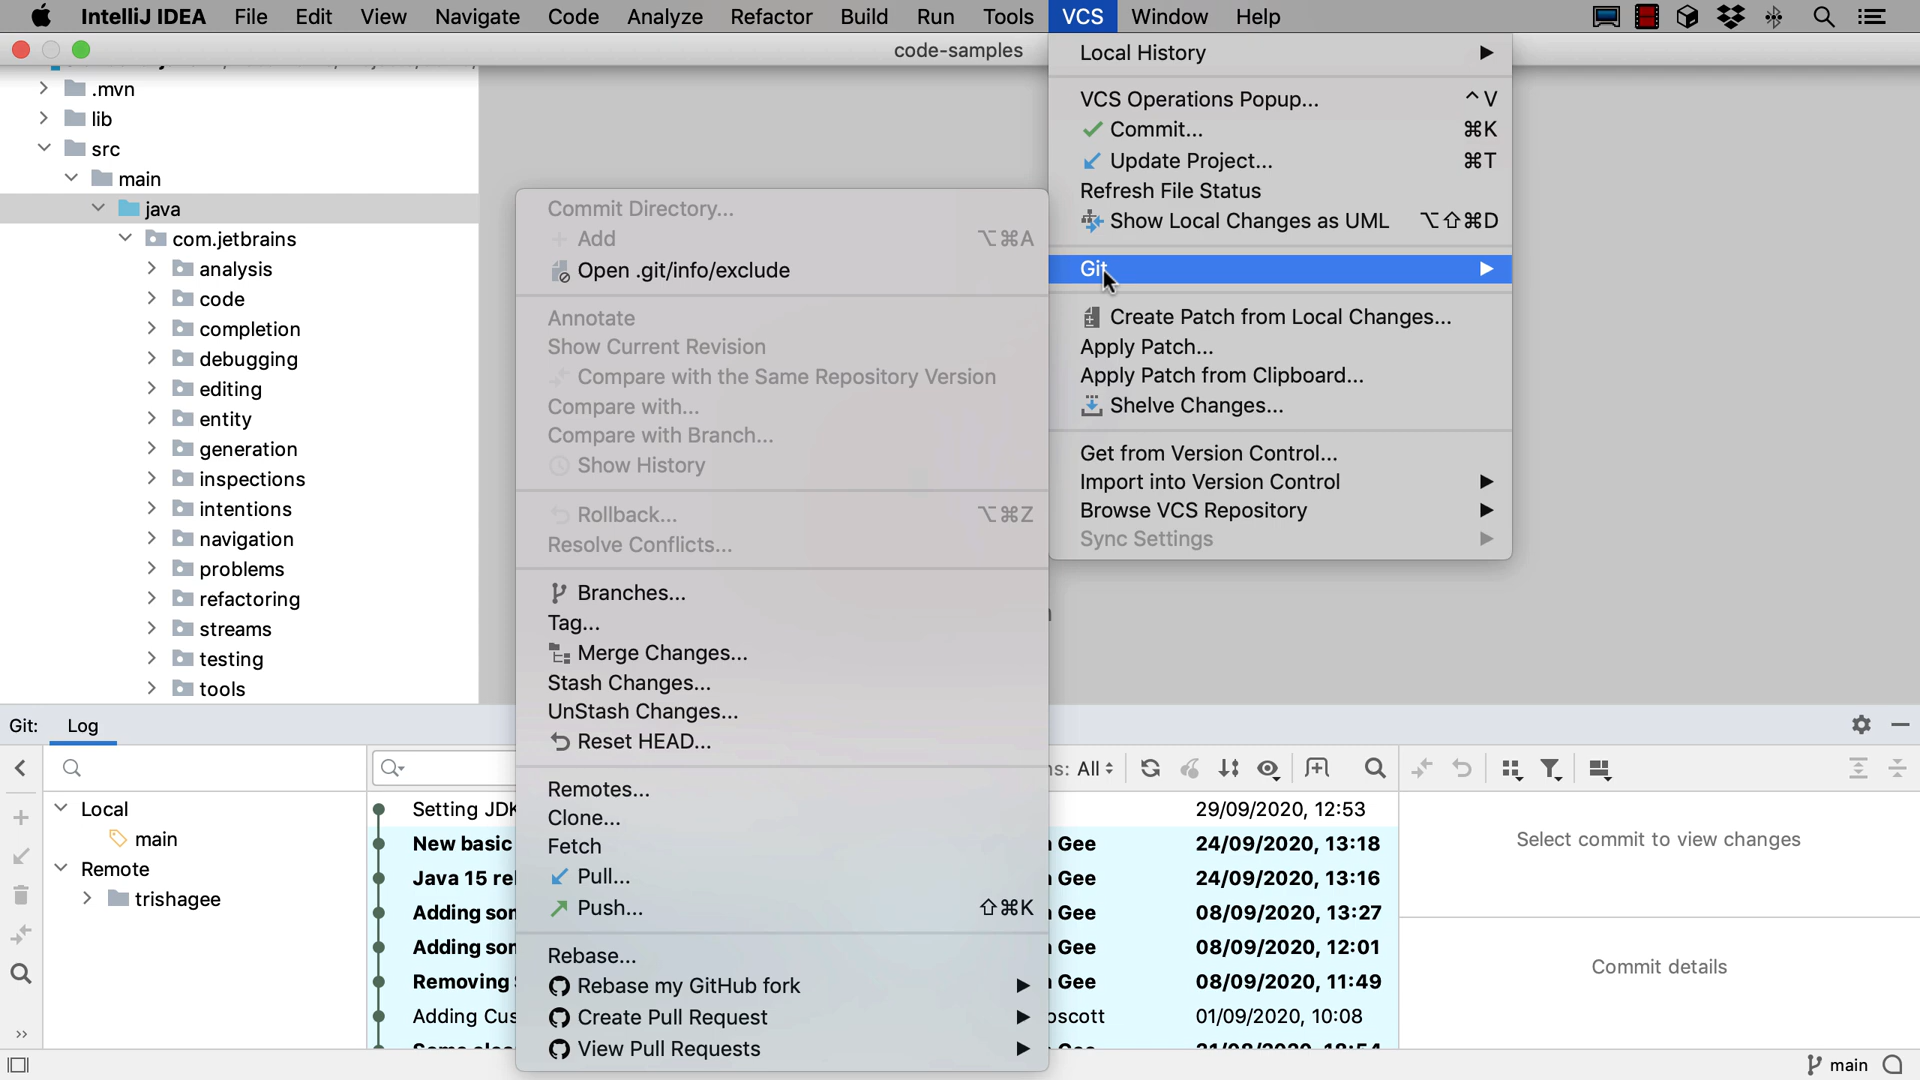 IntelliJ IDEA File Edit View Navigate Code Analyze Refactor Build Run Tools VCS Window Help
code-samples
.mvn
lib
src
main
java
com.jetbrains
analysis
code
completion
debugging
editing
entity
generation
inspections
intentions
navigation
problems
refactoring
streams
testing
tools
Local History
VCS Operations Popup... ^V
Commit... ⌘K
Update Project... ⌘T
Refresh File Status
Show Local Changes as UML ⌥⇧⌘D
Git
Create Patch from Local Changes...
Apply Patch...
Apply Patch from Clipboard...
Shelve Changes...
Get from Version Control...
Import into Version Control
Browse VCS Repository
Sync Settings
Commit Directory...
Add ⌥⌘A
Open .git/info/exclude
Annotate
Show Current Revision
Compare with the Same Repository Version
Compare with...
Compare with Branch...
Show History
Rollback... ⌥⌘Z
Resolve Conflicts...
Branches...
Tag...
Merge Changes...
Stash Changes...
UnStash Changes...
Reset HEAD...
Remotes...
Clone...
Fetch
Pull...
Push... ⇧⌘K
Rebase...
Rebase my GitHub fork
Create Pull Request
View Pull Requests
Git: Log
All
Local
main
Remote
trishagee
Setting JDK 29/09/2020, 12:53
New basic Gee 24/09/2020, 13:18
Java 15 Gee 24/09/2020, 13:16
Adding Gee 08/09/2020, 13:27
Adding Gee 08/09/2020, 12:01
Removing Gee 08/09/2020, 11:49
Adding 01/09/2020, 10:08
Select commit to view changes
Commit details
main